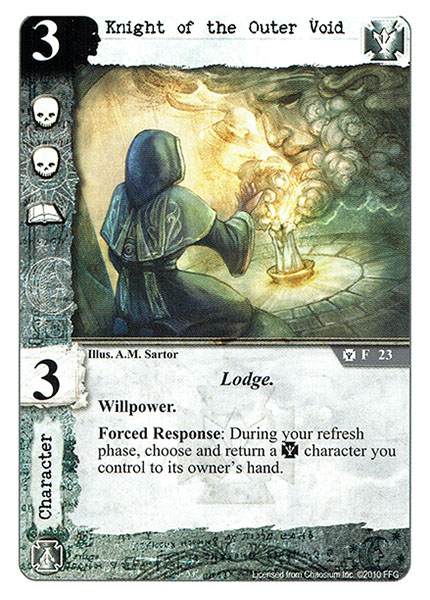 3
Knight of the Outer Void
Illus. A.M. Sartor
F 23
3
Lodge.
Willpower.
Forced Response: During your refresh
phase, choose and return a character you
control to its owner's hand.
Character
Licensed from Chaosium Inc. ©2010 FFG